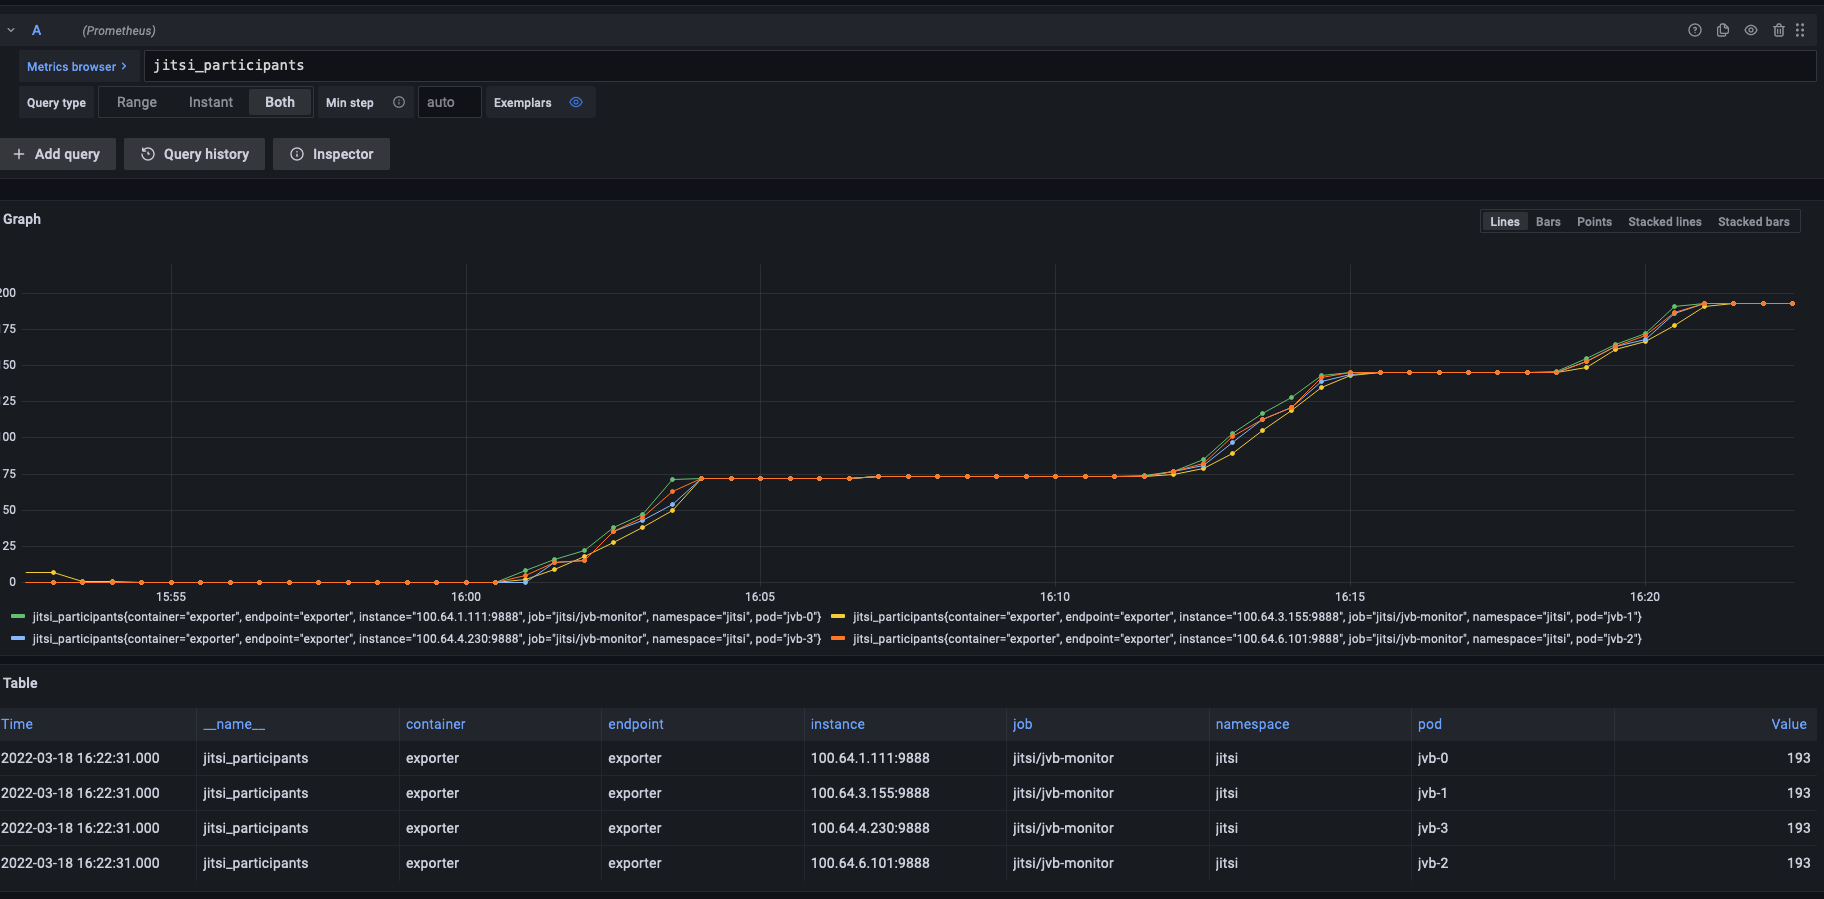 A (Prometheus)
Metrics browser > jitsi_participants
Query type Range Instant Both Min step auto Exemplars
+ Add query Query history Inspector
Graph
Lines Bars Points Stacked lines Stacked bars
200
175
150
125
100
75
50
25
0
15:55 16:00 16:05 16:10 16:15 16:20
jitsi_participants{container="exporter", endpoint="exporter", instance="100.64.1.111:9888", job="jitsi/jvb-monitor", namespace="jitsi", pod="jvb-0"} jitsi_participants{container="exporter", endpoint="exporter", instance="100.64.3.155:9888", job="jitsi/jvb-monitor", namespace="jitsi", pod="jvb-1"}
jitsi_participants{container="exporter", endpoint="exporter", instance="100.64.4.230:9888", job="jitsi/jvb-monitor", namespace="jitsi", pod="jvb-3"} jitsi_participants{container="exporter", endpoint="exporter", instance="100.64.6.101:9888", job="jitsi/jvb-monitor", namespace="jitsi", pod="jvb-2"}
Table
Time __name__ container endpoint instance job namespace pod Value
2022-03-18 16:22:31.000 jitsi_participants exporter exporter 100.64.1.111:9888 jitsi/jvb-monitor jitsi jvb-0 193
2022-03-18 16:22:31.000 jitsi_participants exporter exporter 100.64.3.155:9888 jitsi/jvb-monitor jitsi jvb-1 193
2022-03-18 16:22:31.000 jitsi_participants exporter exporter 100.64.4.230:9888 jitsi/jvb-monitor jitsi jvb-3 193
2022-03-18 16:22:31.000 jitsi_participants exporter exporter 100.64.6.101:9888 jitsi/jvb-monitor jitsi jvb-2 193